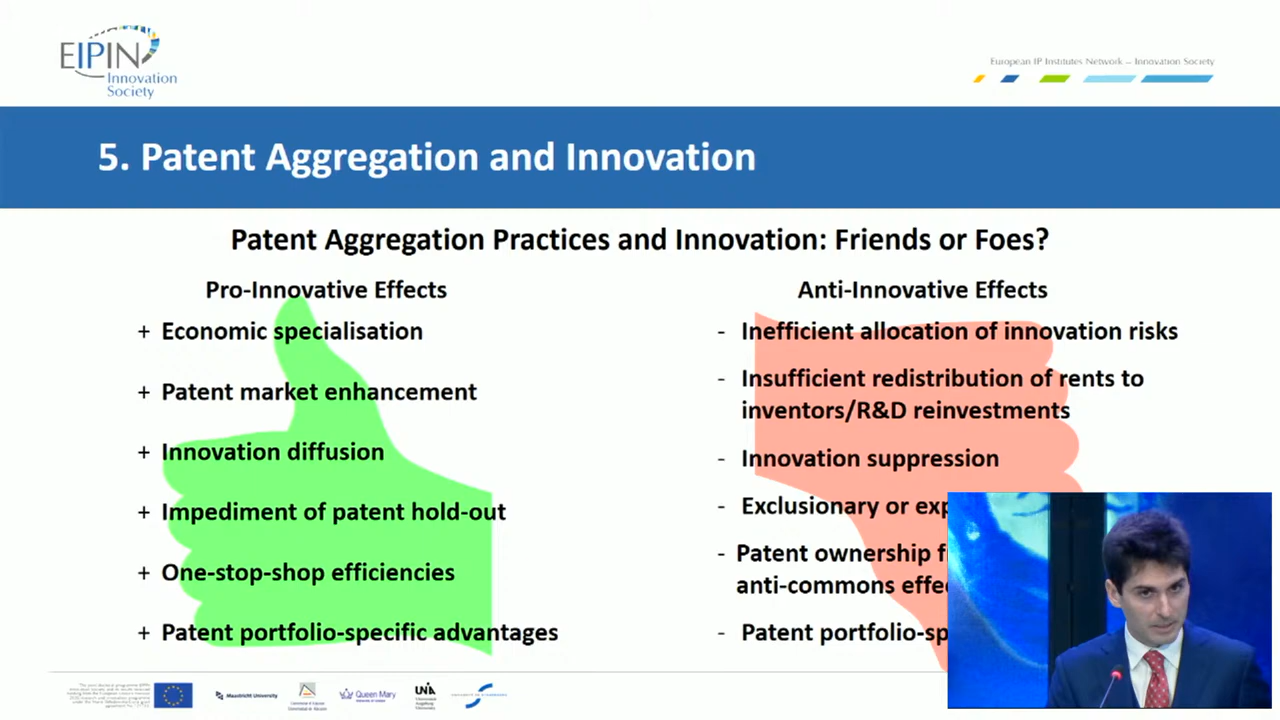 EIPIN
Innovation
Society
European IP Institutes Network – Innovation Society
5. Patent Aggregation and Innovation
Patent Aggregation Practices and Innovation: Friends or Foes?
Pro-Innovative Effects
+ Economic specialisation
+ Patent market enhancement
+ Innovation diffusion
+ Impediment of patent hold-out
+ One-stop-shop efficiencies
+ Patent portfolio-specific advantages
Anti-Innovative Effects
- Inefficient allocation of innovation risks
- Insufficient redistribution of rents to
inventors/R&D reinvestments
- Innovation suppression
- Exclusionary or exp
- Patent ownership f
anti-commons effe
- Patent portfolio-sp
Maastricht University
Queen Mary
UNIA